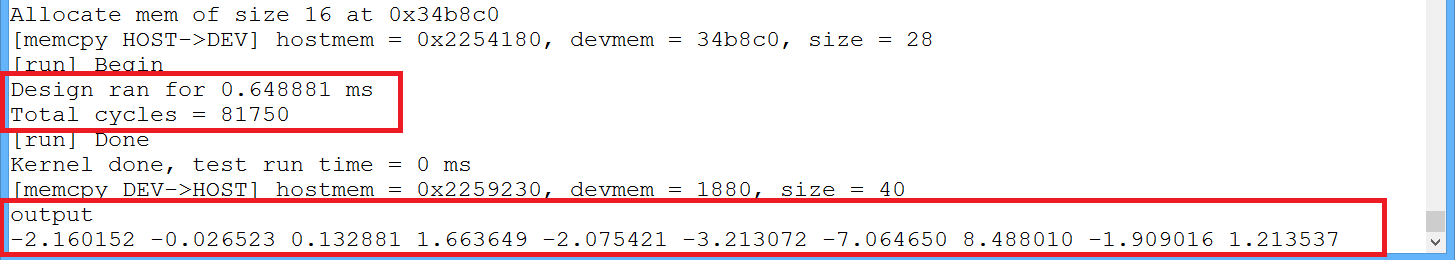 Allocate mem of size 16 at 0x34b8c0
[memcpy HOST->DEV] hostmem = 0x2254180, devmem = 34b8c0, size = 28
[run] Begin
Design ran for 0.648881 ms
Total cycles = 81750
[run] Done
Kernel done, test run time = 0 ms
[memcpy DEV->HOST] hostmem = 0x2259230, devmem = 1880, size = 40
output
-2.160152 -0.026523 0.132881 1.663649 -2.075421 -3.213072 -7.064650 8.488010 -1.909016 1.213537